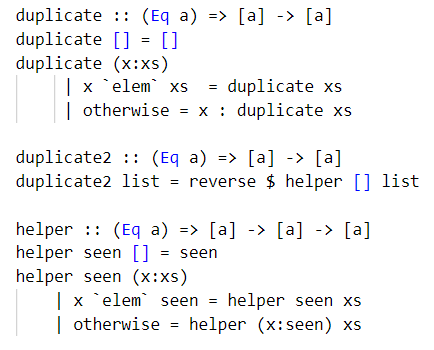 duplicate :: (Eq a) => [a] -> [a]
duplicate [] = []
duplicate (x:xs)
      | x `elem` xs  = duplicate xs
      | otherwise = x : duplicate xs

duplicate2 :: (Eq a) => [a] -> [a]
duplicate2 list = reverse $ helper [] list

helper :: (Eq a) => [a] -> [a] -> [a]
helper seen [] = seen
helper seen (x:xs)
    | x `elem` seen = helper seen xs
    | otherwise = helper (x:seen) xs